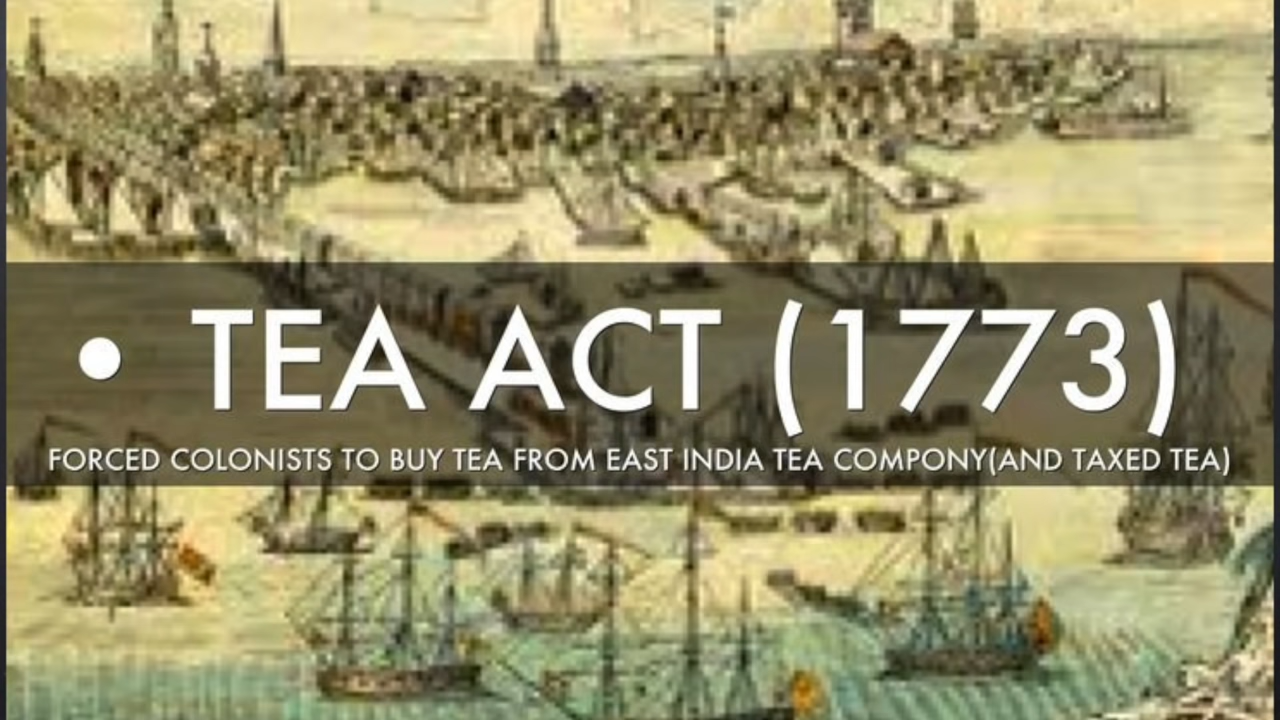 • TEA ACT (1773)
FORCED COLONISTS TO BUY TEA FROM EAST INDIA TEA COMPONY(AND TAXED TEA)